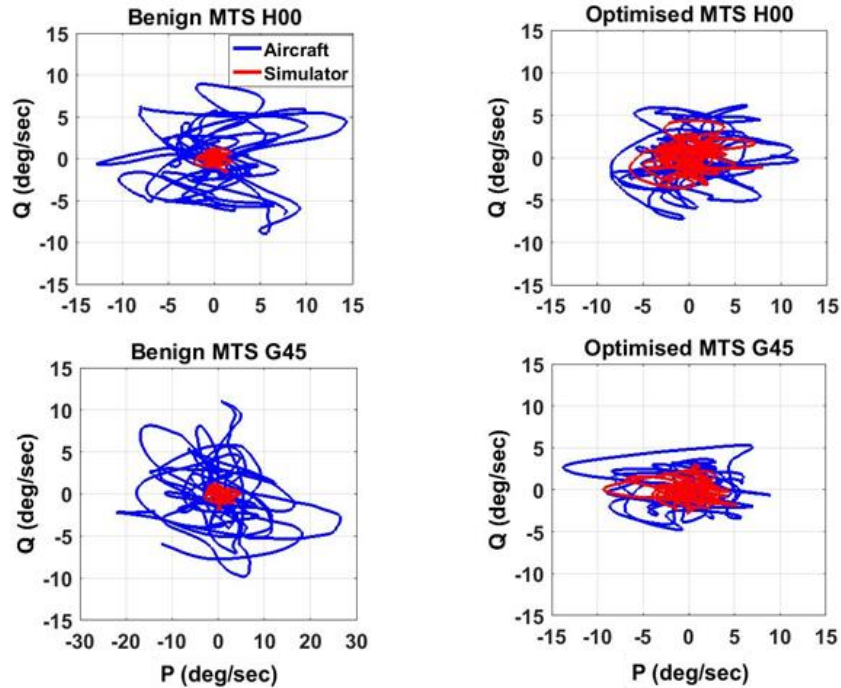 Benign MTS H00
Aircraft
Simulator
Q (deg/sec)
15
10
5
0
-5
-10
-15
-15 -10 -5 0 5 10 15
Optimised MTS H00
Q (deg/sec)
15
10
5
0
-5
-10
-15
-15 -10 -5 0 5 10 15
Benign MTS G45
Q (deg/sec)
15
10
5
0
-5
-10
-15
-30 -20 -10 0 10 20 30
P (deg/sec)
Optimised MTS G45
Q (deg/sec)
15
10
5
0
-5
-10
-15
-15 -10 -5 0 5 10 15
P (deg/sec)